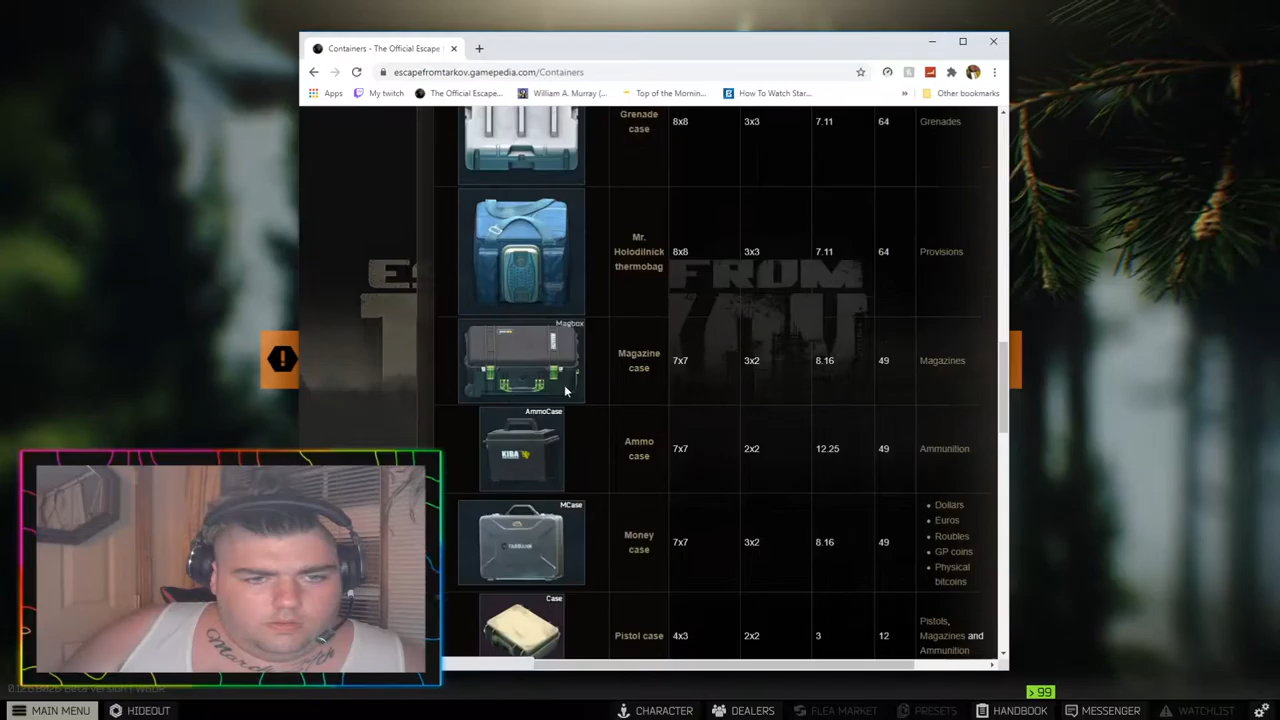 Containers - The Official Escape
escapefromtarkov.gamepedia.com/Containers
Apps
My twitch
The Official Escape...
William A. Murray (...
Top of the Mornin...
How To Watch Star...
»
Other bookmarks
Grenade case 8x8 3x3 7.11 64 Grenades
Mr. Holodilnick thermobag 8x8 3x3 7.11 64 Provisions
Magbox
Magazine case 7x7 3x2 8.16 49 Magazines
AmmoCase
KIBA
Ammo case 7x7 2x2 12.25 49 Ammunition
MCase
Money case 7x7 3x2 8.16 49
Dollars
Euros
Roubles
GP coins
Physical bitcoins
Case
Pistol case 4x3 2x2 3 12 Pistols, Magazines and Ammunition
FROM
> 99
MAIN MENU
HIDEOUT
CHARACTER
DEALERS
FLEA MARKET
PRESETS
HANDBOOK
MESSENGER
WATCHLIST